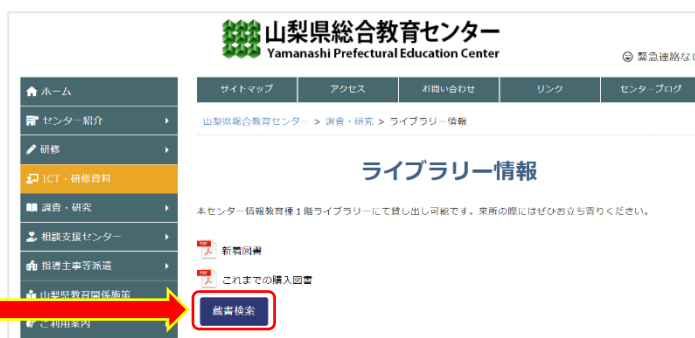 山梨県総合教育センター
Yamanashi Prefectural Education Center
緊急連絡な
ホーム
サイトマップ
アクセス
お問い合わせ
リンク
センターブログ
センター紹介
山梨県総合教育センター > 調査・研究 > ライブラリー情報
研修
ICT・研修資料
ライブラリー情報
調査・研究
本センター情報教育棟1階ライブラリーにて貸し出し可能です。来所の際にはぜひお立ち寄りください。
相談支援センター
新着図書
指導主事等派遣
これまでの購入図書
山梨県教育関係施策
蔵書検索
ご利用案内